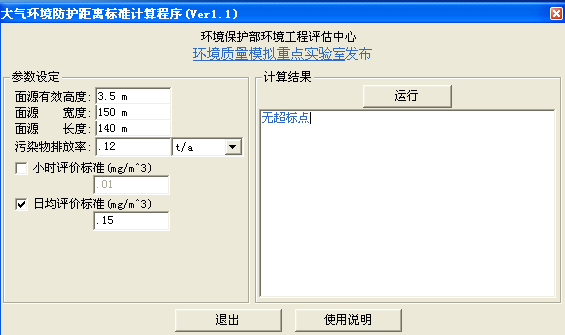 大气环境防护距离标准计算程序(Ver1.1)
环境保护部环境工程评估中心
环境质量模拟重点实验室发布
参数设定
面源有效高度: 3.5 m
面源 宽度: 150 m
面源 长度: 140 m
污染物排放率: .12 t/a
小时评价标准(mg/m^3)
.01
日均评价标准(mg/m^3)
.15
计算结果
运行
无超标点
退出 使用说明